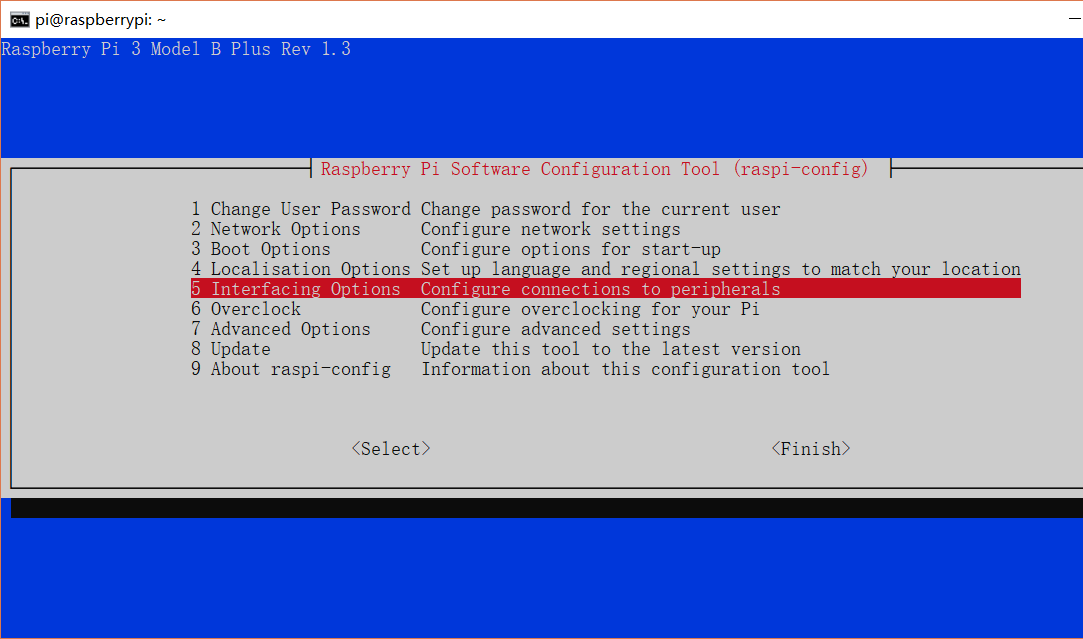 pi@raspberrypi: ~
Raspberry Pi 3 Model B Plus Rev 1.3
Raspberry Pi Software Configuration Tool (raspi-config)
1 Change User Password Change password for the current user
2 Network Options Configure network settings
3 Boot Options Configure options for start-up
4 Localisation Options Set up language and regional settings to match your location
5 Interfacing Options Configure connections to peripherals
6 Overclock Configure overclocking for your Pi
7 Advanced Options Configure advanced settings
8 Update Update this tool to the latest version
9 About raspi-config Information about this configuration tool
<Select> <Finish>